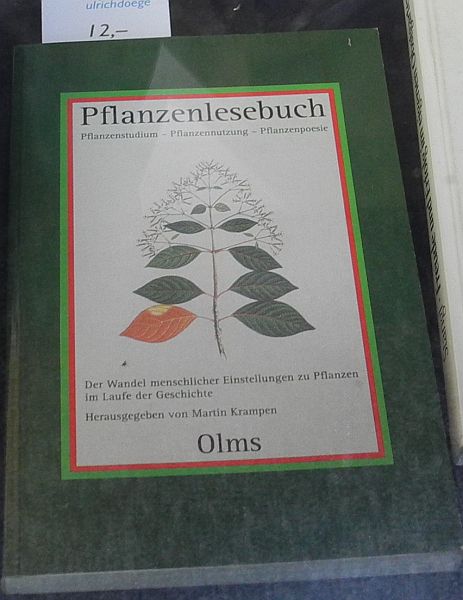 ulrichdoege
12,–
Pflanzenlesebuch
Pflanzenstudium – Pflanzennutzung – Pflanzenpoesie
Der Wandel menschlicher Einstellungen zu Pflanzen
im Laufe der Geschichte
Herausgegeben von Martin Krampen
Olms